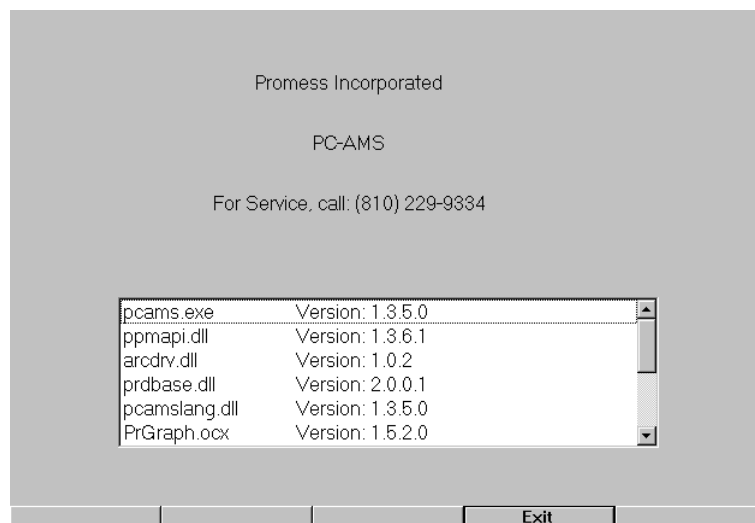 Promess Incorporated
PC-AMS
For Service, call: (810) 229-9334
pcams.exe Version: 1.3.5.0
ppmapi.dll Version: 1.3.6.1
arcdrv.dll Version: 1.0.2
prdbase.dll Version: 2.0.0.1
pcamslang.dll Version: 1.3.5.0
PrGraph.ocx Version: 1.5.2.0
Exit